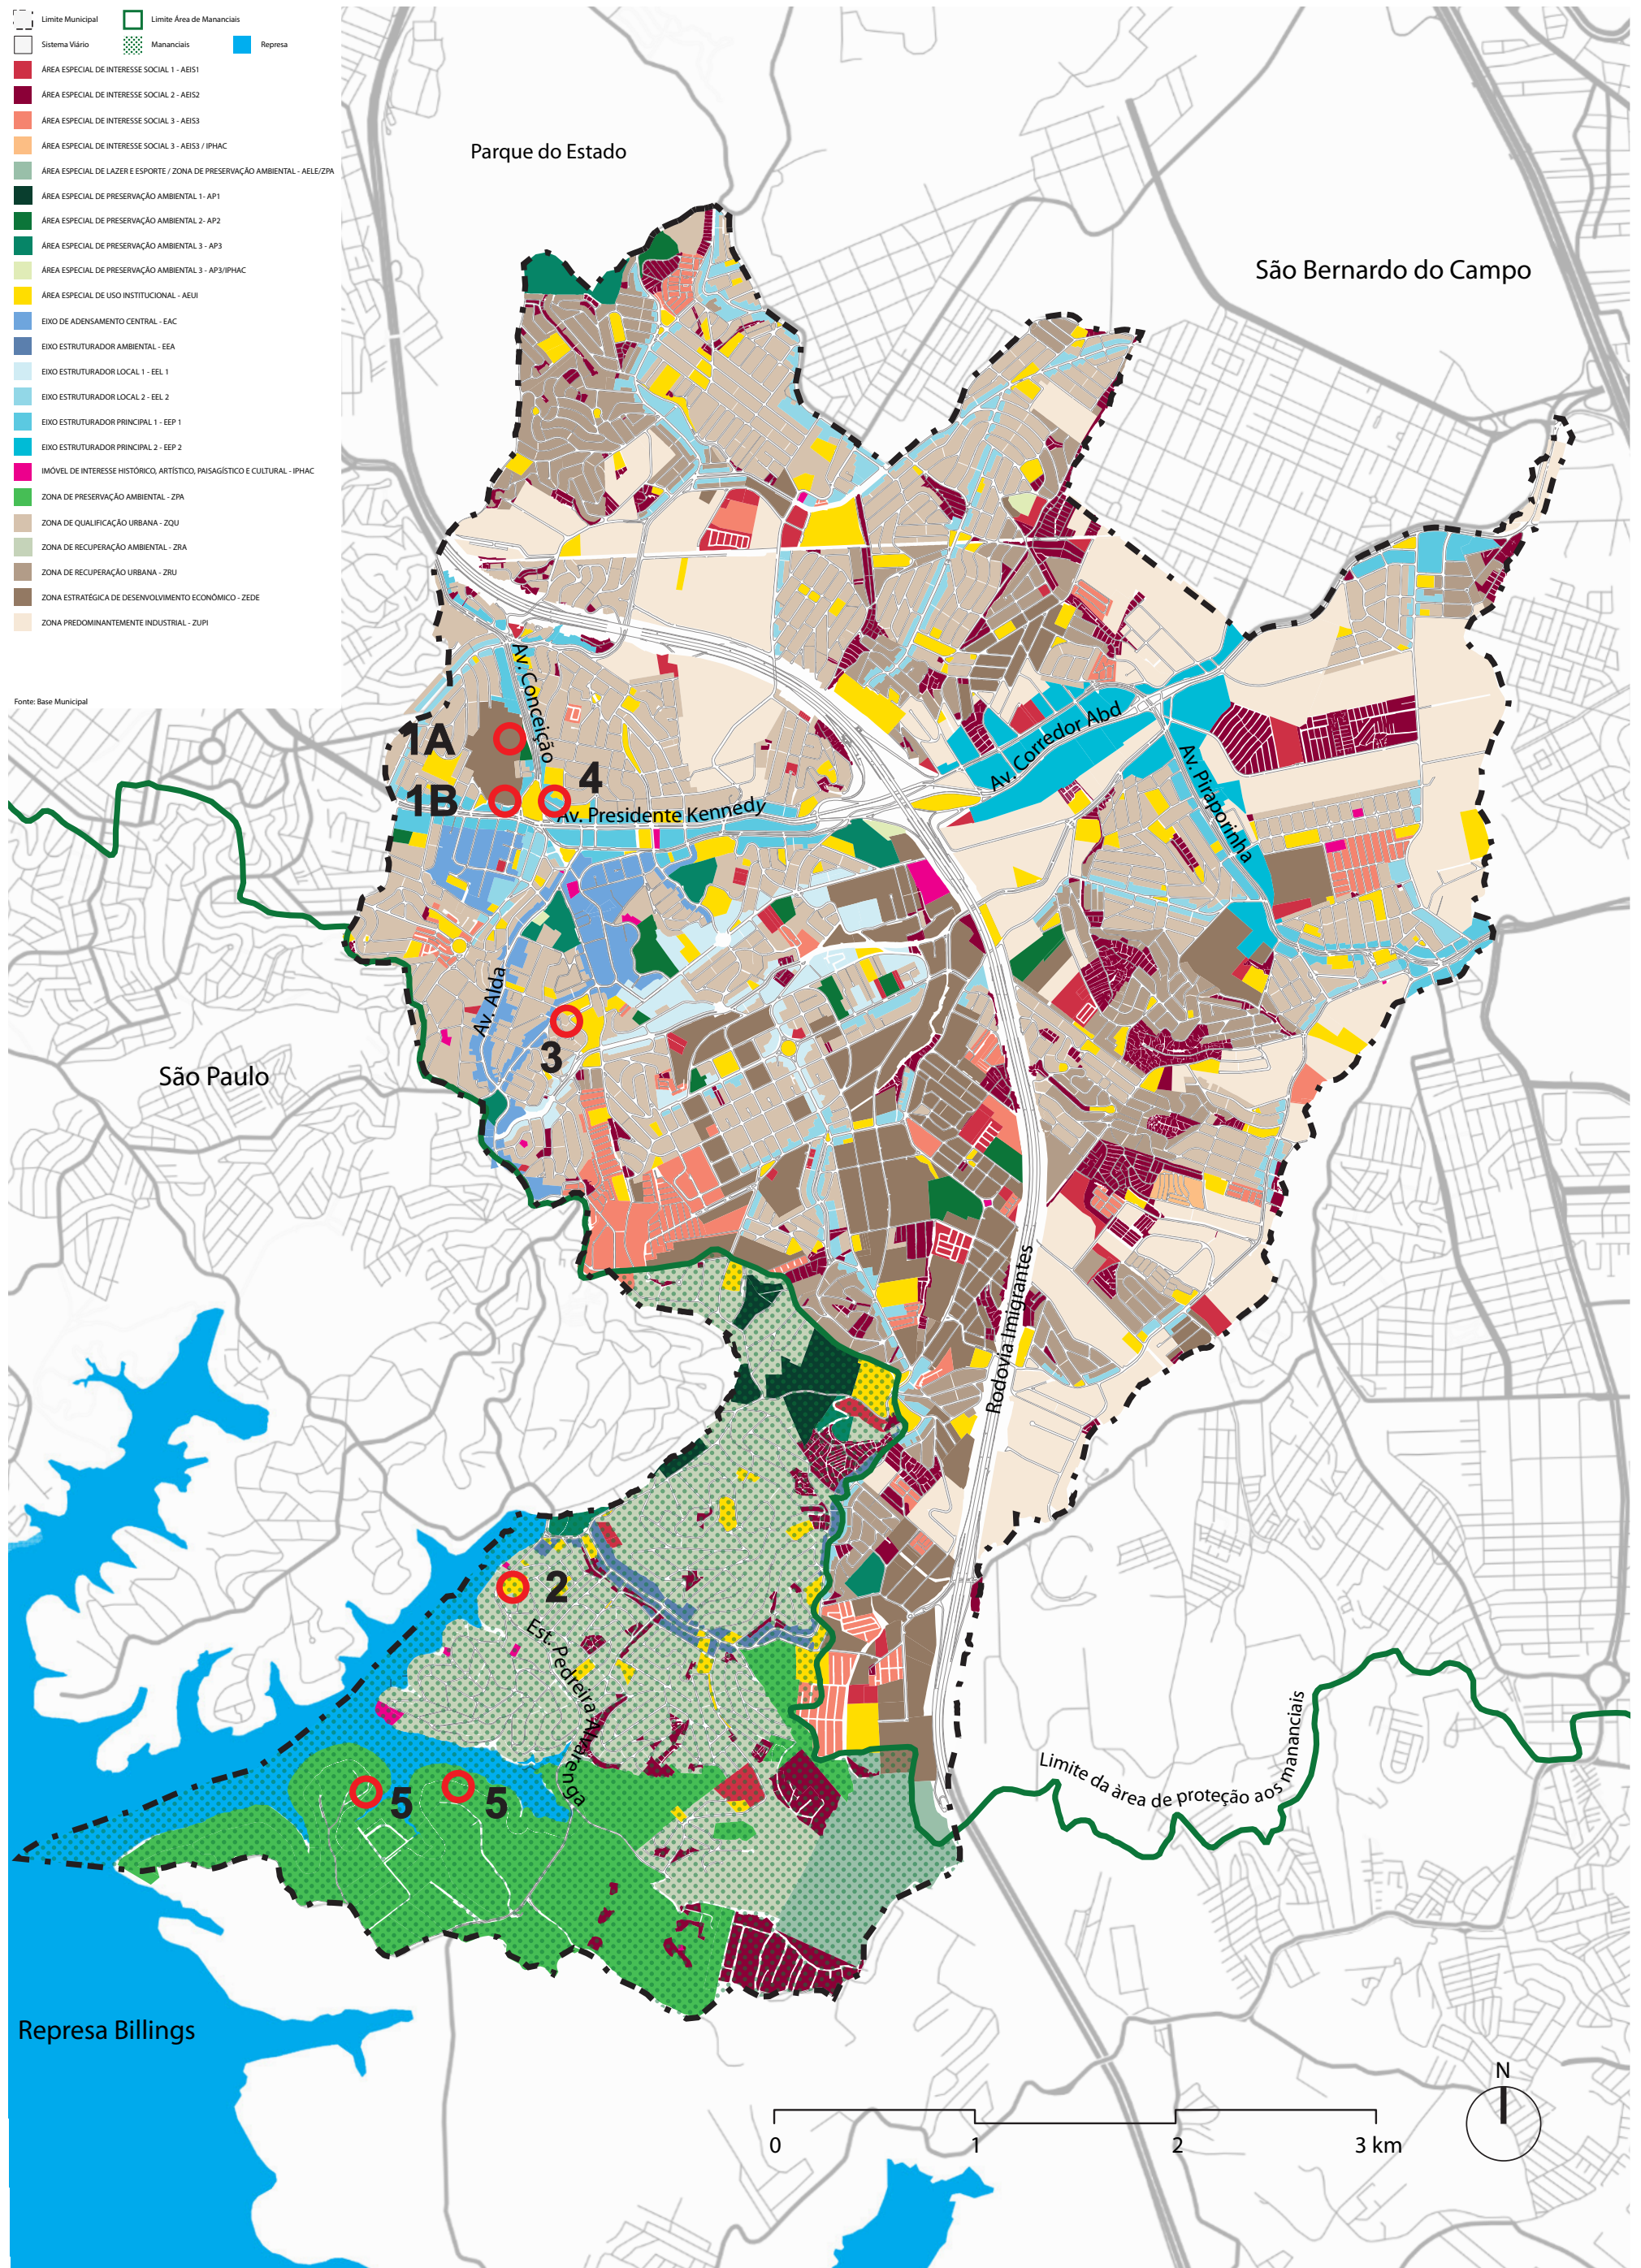 Limite Municipal
Limite Área de Mananciais
Sistema Viário
Mananciais
Represa
ÁREA ESPECIAL DE INTERESSE SOCIAL 1 - AEIS1
ÁREA ESPECIAL DE INTERESSE SOCIAL 2 - AEIS2
ÁREA ESPECIAL DE INTERESSE SOCIAL 3 - AEIS3
ÁREA ESPECIAL DE INTERESSE SOCIAL 3 - AEIS3 / IPHAC
ÁREA ESPECIAL DE LAZER E ESPORTE / ZONA DE PRESERVAÇÃO AMBIENTAL - AELE/ZPA
ÁREA ESPECIAL DE PRESERVAÇÃO AMBIENTAL 1- AP1
ÁREA ESPECIAL DE PRESERVAÇÃO AMBIENTAL 2- AP2
ÁREA ESPECIAL DE PRESERVAÇÃO AMBIENTAL 3 - AP3
ÁREA ESPECIAL DE PRESERVAÇÃO AMBIENTAL 3 - AP3/IPHAC
ÁREA ESPECIAL DE USO INSTITUCIONAL - AEUI
EIXO DE ADENSAMENTO CENTRAL - EAC
EIXO ESTRUTURADOR AMBIENTAL - EEA
EIXO ESTRUTURADOR LOCAL 1 - EEL 1
EIXO ESTRUTURADOR LOCAL 2 - EEL 2
EIXO ESTRUTURADOR PRINCIPAL 1 - EEP 1
EIXO ESTRUTURADOR PRINCIPAL 2 - EEP 2
IMÓVEL DE INTERESSE HISTÓRICO, ARTÍSTICO, PAISAGÍSTICO E CULTURAL - IPHAC
ZONA DE PRESERVAÇÃO AMBIENTAL - ZPA
ZONA DE QUALIFICAÇÃO URBANA - ZQU
ZONA DE RECUPERAÇÃO AMBIENTAL - ZRA
ZONA DE RECUPERAÇÃO URBANA - ZRU
ZONA ESTRATÉGICA DE DESENVOLVIMENTO ECONÔMICO - ZEDE
ZONA PREDOMINANTEMENTE INDUSTRIAL - ZUPI
Fonte: Base Municipal
Parque do Estado
São Bernardo do Campo
Av. Conceição
1A
4
1B
Av. Presidente Kennedy
Av. Corredor Abd
Av. Piraporinha
Av. Alda
3
São Paulo
Rodovia Imigrantes
2
Est. Pedreira Alvarenga
5
5
Limite da àrea de proteção aos mananciais
Represa Billings
N
0
1
2
3 km